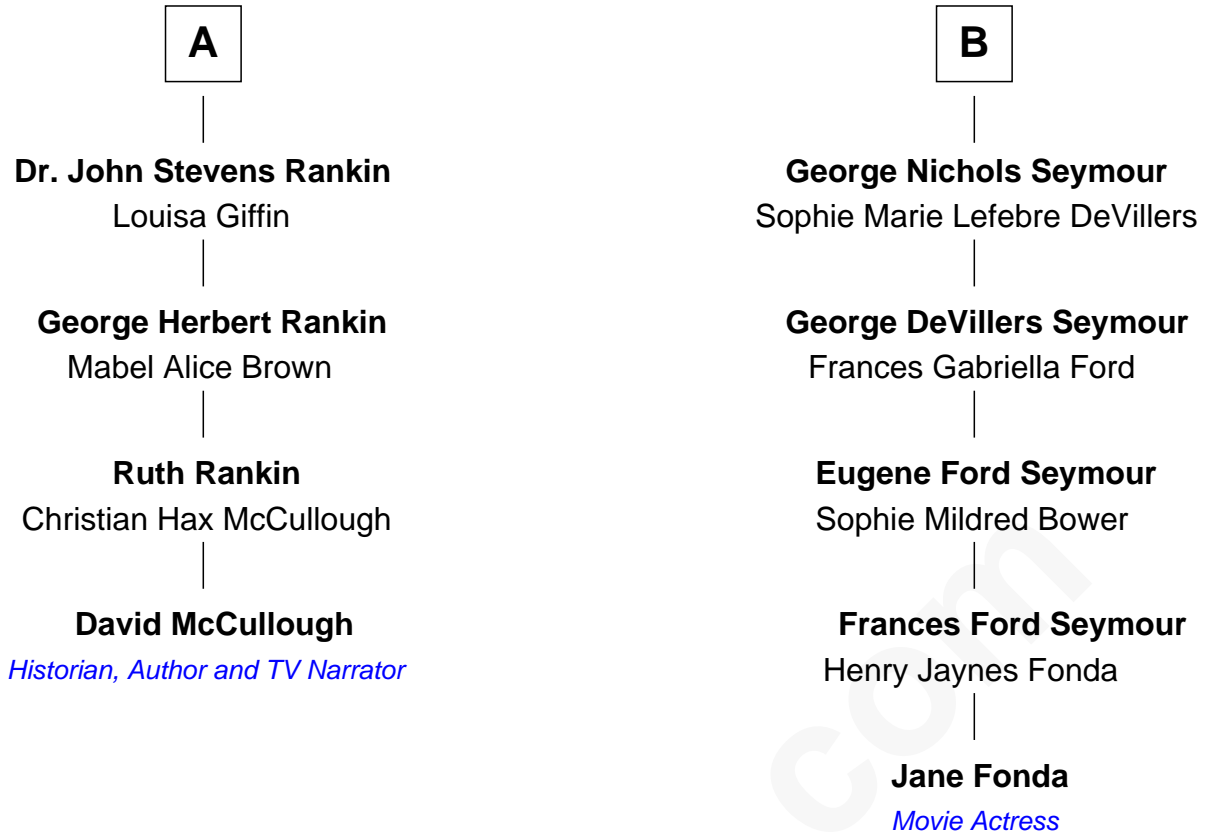 A
Dr. John Stevens Rankin
Louisa Giffin
George Herbert Rankin
Mabel Alice Brown
Ruth Rankin
Christian Hax McCullough
David McCullough
Historian, Author and TV Narrator
B
George Nichols Seymour
Sophie Marie Lefebre DeVillers
George DeVillers Seymour
Frances Gabriella Ford
Eugene Ford Seymour
Sophie Mildred Bower
Frances Ford Seymour
Henry Jaynes Fonda
Jane Fonda
Movie Actress
com